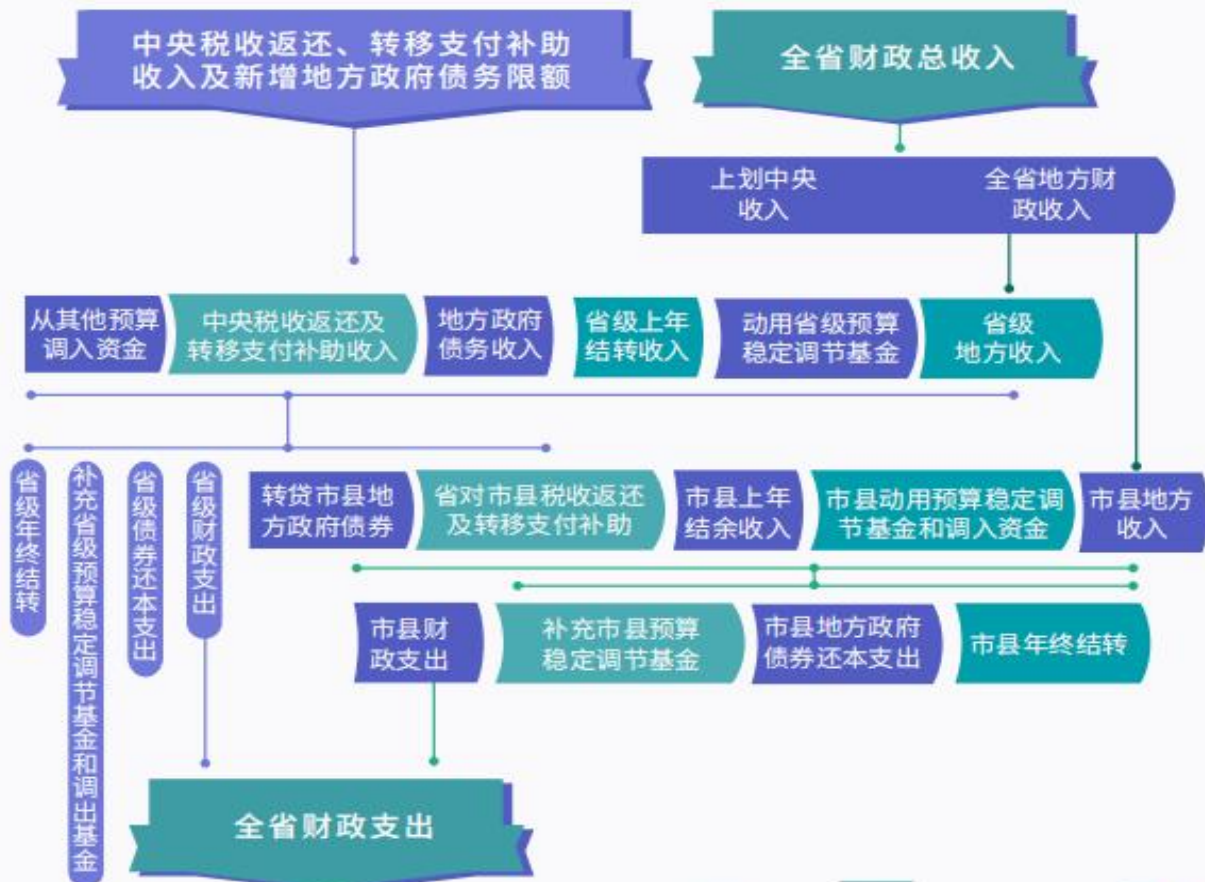 中央税收返还、转移支付补助
收入及新增地方政府债务限额
全省财政总收入
上划中央
收入
全省地方财
政收入
从其他预算
调入资金
中央税收返还及
转移支付补助收入
地方政府
债务收入
省级上年
结转收入
动用省级预算
稳定调节基金
省级
地方收入
省级年终结转
补充省级预算稳定调节基金和调出基金
省级债券还本支出
省级财政支出
转贷市县地
方政府债券
省对市县税收返还
及转移支付补助
市县上年
结余收入
市县动用预算稳定调
节基金和调入资金
市县地方
收入
市县财
政支出
补充市县预算
稳定调节基金
市县地方政府
债券还本支出
市县年终结转
全省财政支出